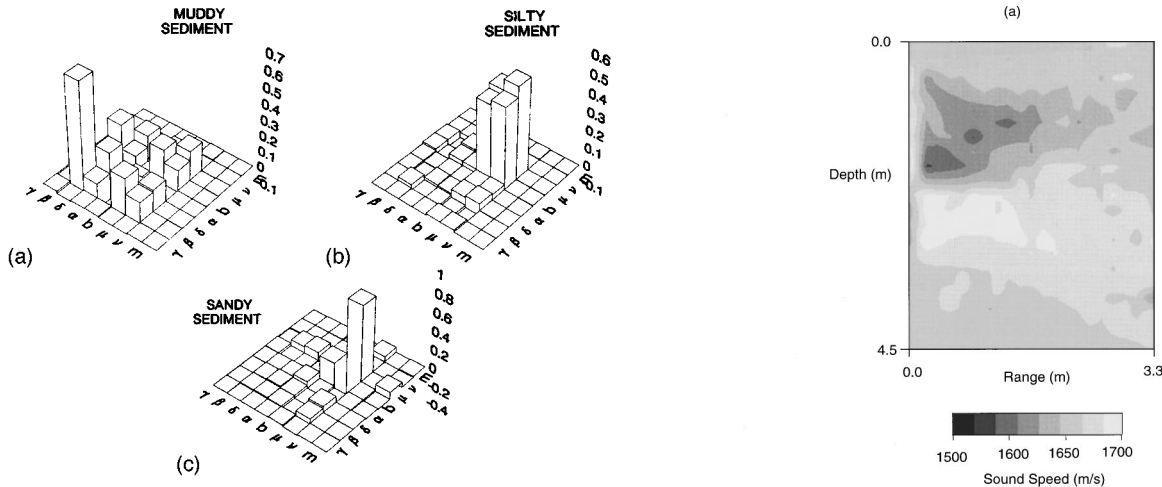 MUDDY
SEDIMENT
0.7
0.6
0.5
0.4
0.3
0.2
0.1
0
-0.1
γ β δ α b μ ν m
γ β δ α b μ ν E
(a)
SILTY
SEDIMENT
0.6
0.5
0.4
0.3
0.2
0.1
0
-0.1
γ β δ α b μ ν m
γ β δ α b μ ν E
(b)
SANDY
SEDIMENT
1
0.8
0.6
0.4
0.2
0
-0.2
-0.4
γ β δ α b μ ν m
γ β δ α b μ ν E
(c)
(a)
0.0
Depth (m)
4.5
0.0
Range (m)
3.3
1500
1600
1650
1700
Sound Speed (m/s)